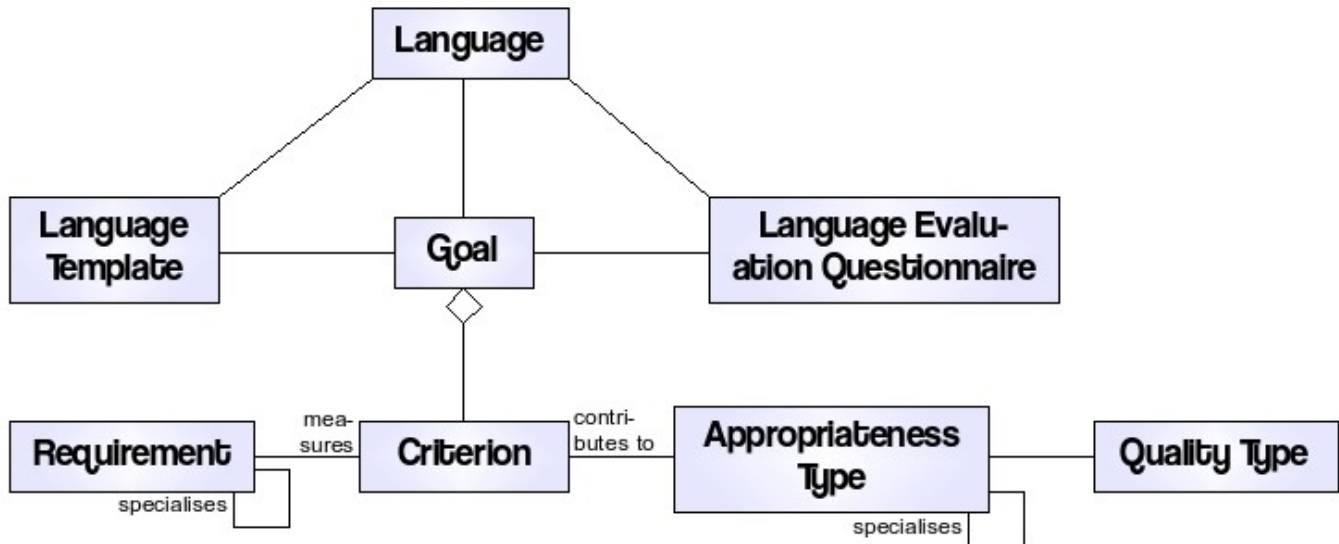 Language
Language
Template
Goal
Language Evalu-
ation Questionnaire
Requirement
mea-
sures
Criterion
contri-
butes to
Appropriateness
Type
Quality Type
specialises
specialises